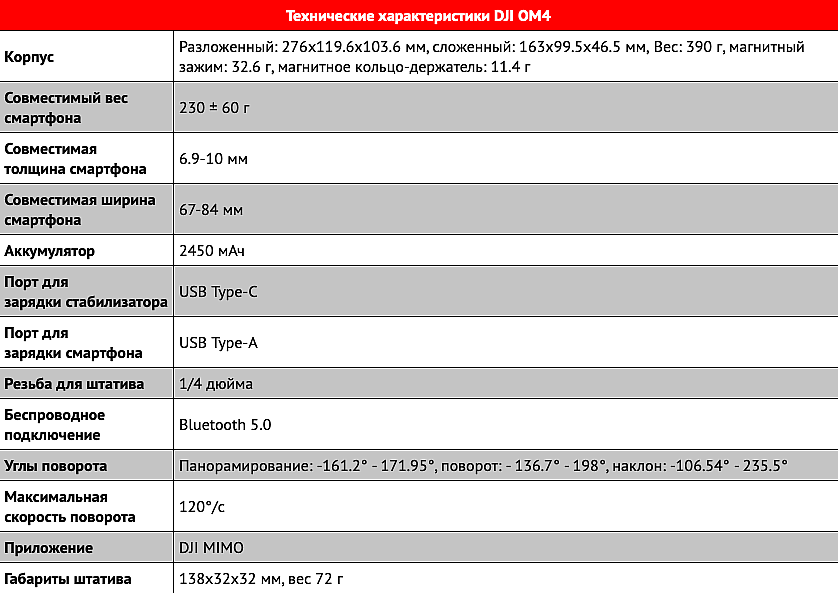 Технические характеристики DJI OM4
Корпус
Разложенный: 276x119.6x103.6 мм, сложенный: 163x99.5x46.5 мм, Вес: 390 г, магнитный
зажим: 32.6 г, магнитное кольцо-держатель: 11.4 г
Совместимый вес
смартфона
230 ± 60 г
Совместимая
толщина смартфона
6.9-10 мм
Совместимая ширина
смартфона
67-84 мм
Аккумулятор
2450 мАч
Порт для
зарядки стабилизатора
USB Type-C
Порт для
зарядки смартфона
USB Type-A
Резьба для штатива
1/4 дюйма
Беспроводное
подключение
Bluetooth 5.0
Углы поворота
Панорамирование: -161.2° - 171.95°, поворот: - 136.7° - 198°, наклон: -106.54° - 235.5°
Максимальная
скорость поворота
120°/с
Приложение
DJI MIMO
Габариты штатива
138x32x32 мм, вес 72 г